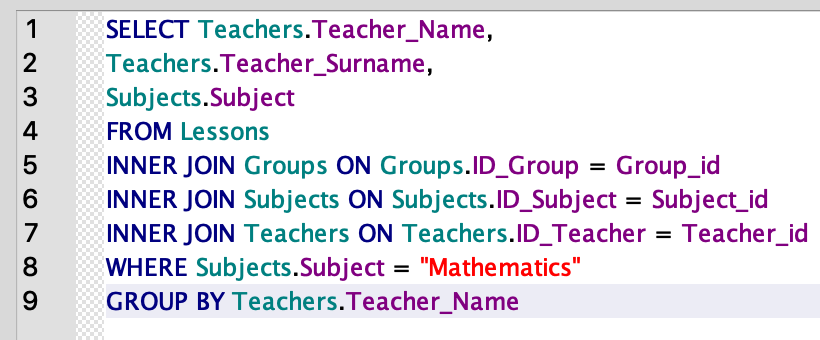 1 SELECT Teachers.Teacher_Name,
2 Teachers.Teacher_Surname,
3 Subjects.Subject
4 FROM Lessons
5 INNER JOIN Groups ON Groups.ID_Group = Group_id
6 INNER JOIN Subjects ON Subjects.ID_Subject = Subject_id
7 INNER JOIN Teachers ON Teachers.ID_Teacher = Teacher_id
8 WHERE Subjects.Subject = "Mathematics"
9 GROUP BY Teachers.Teacher_Name